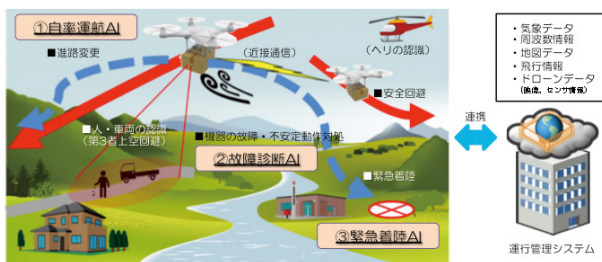 ①自率運航AI
■進路変更
(近接通信)
(ヘリの認識)
■安全回避
■人・車両の認識
(第3者上空回避)
■機器の故障・不安定動作対処
②故障診断AI
■緊急着陸
③緊急着陸AI
・気象データ
・周波数情報
・地図データ
・飛行情報
・ドローンデータ
(映像、センサ情報)
連携
運行管理システム